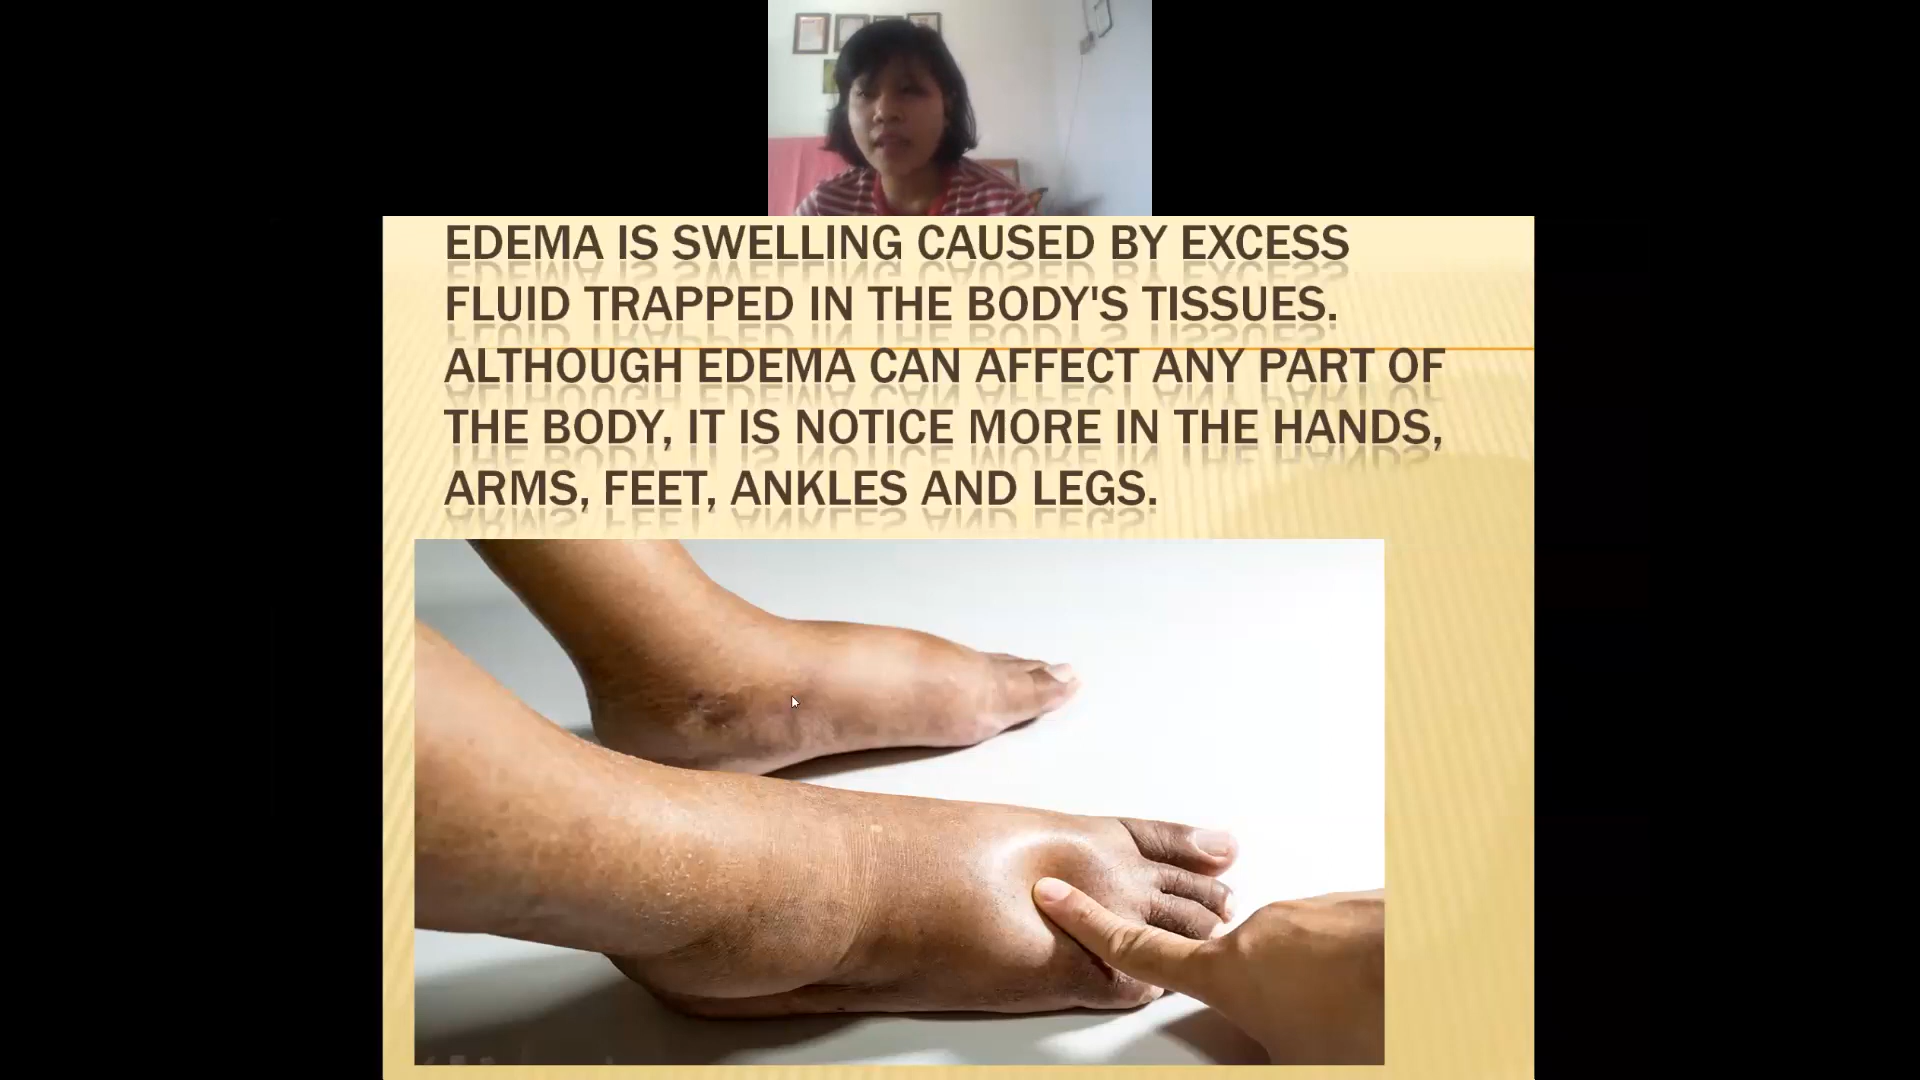 EDEMA IS SWELLING CAUSED BY EXCESS
FLUID TRAPPED IN THE BODY'S TISSUES.
ALTHOUGH EDEMA CAN AFFECT ANY PART OF
THE BODY, IT IS NOTICE MORE IN THE HANDS,
ARMS, FEET, ANKLES AND LEGS.